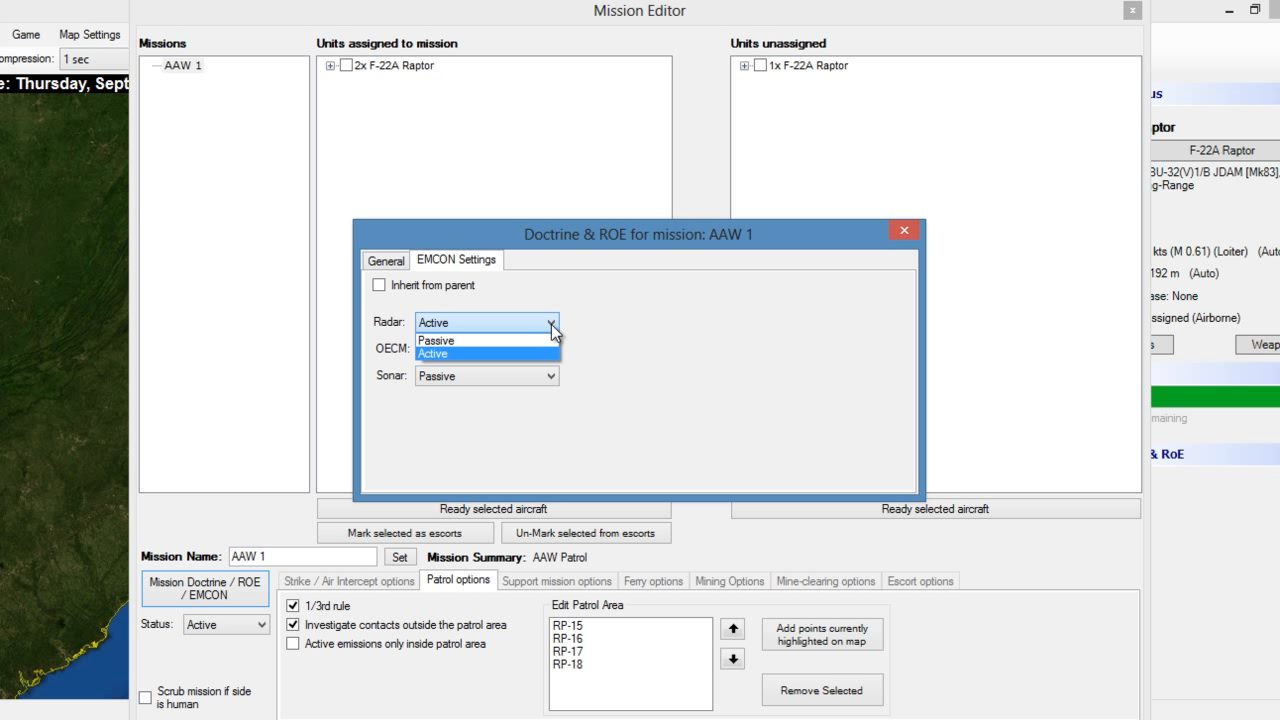 Mission Editor
x
Game Map Settings
ompression: 1 sec
e: Thursday, Sept
Missions
AAW 1
Units assigned to mission
2x F-22A Raptor
Units unassigned
1x F-22A Raptor
Doctrine & ROE for mission: AAW 1
General EMCON Settings
Inherit from parent
Radar: Active
Passive
Active
OECM:
Sonar: Passive
Ready selected aircraft
Ready selected aircraft
Mark selected as escorts Un-Mark selected from escorts
Mission Name: AAW 1 Set Mission Summary: AAW Patrol
Mission Doctrine / ROE
/ EMCON
Status: Active
Scrub mission if side
is human
Strike / Air Intercept options Patrol options Support mission options Ferry options Mining Options Mine-clearing options Escort options
1/3rd rule
Investigate contacts outside the patrol area
Active emissions only inside patrol area
Edit Patrol Area
RP-15
RP-16
RP-17
RP-18
Add points currently
highlighted on map
Remove Selected
us
ptor
F-22A Raptor
BU-32(V)1/B JDAM [Mk83],
g-Range
kts (M 0.61) (Loiter) (Auto
192 m (Auto)
ase: None
ssigned (Airborne)
s Weap
maining
& RoE